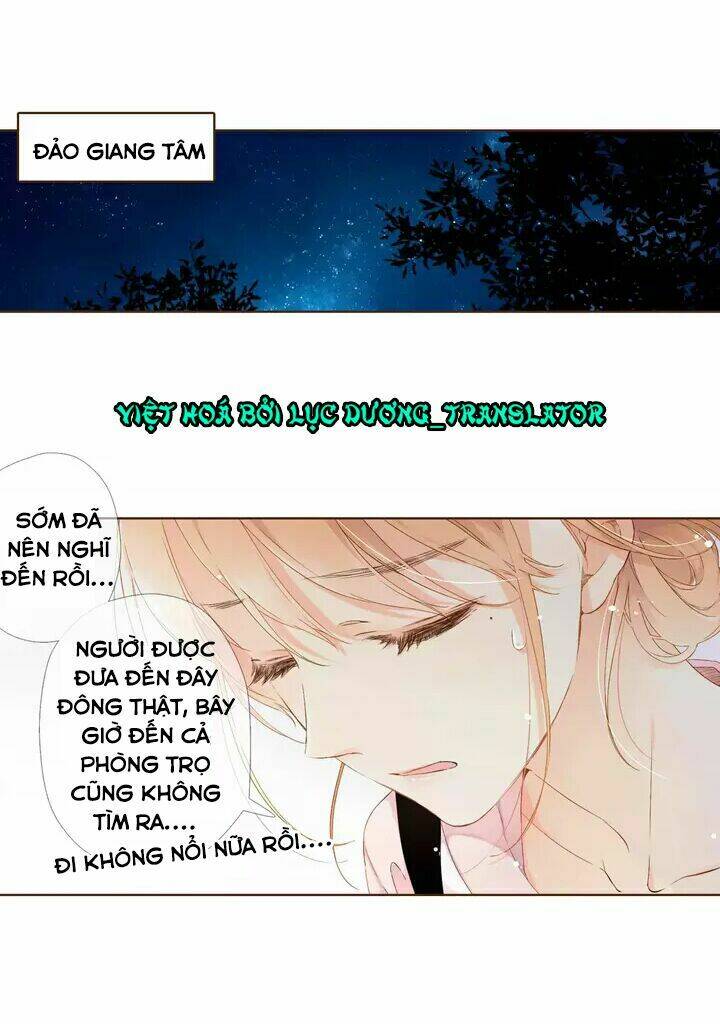 ĐẢO GIANG TÂM
VIỆT HOÁ BỞI LỤC DƯƠNG_TRANSLATOR
SỚM ĐÃ
NÊN NGHĨ
ĐẾN RỒI...
NGƯỜI ĐƯỢC
ĐƯA ĐẾN ĐÂY
ĐÔNG THẬT, BÂY
GIỜ ĐẾN CẢ
PHÒNG TRỌ
CŨNG KHÔNG
TÌM RA....
ĐI KHÔNG NỔI NỮA RỒI....